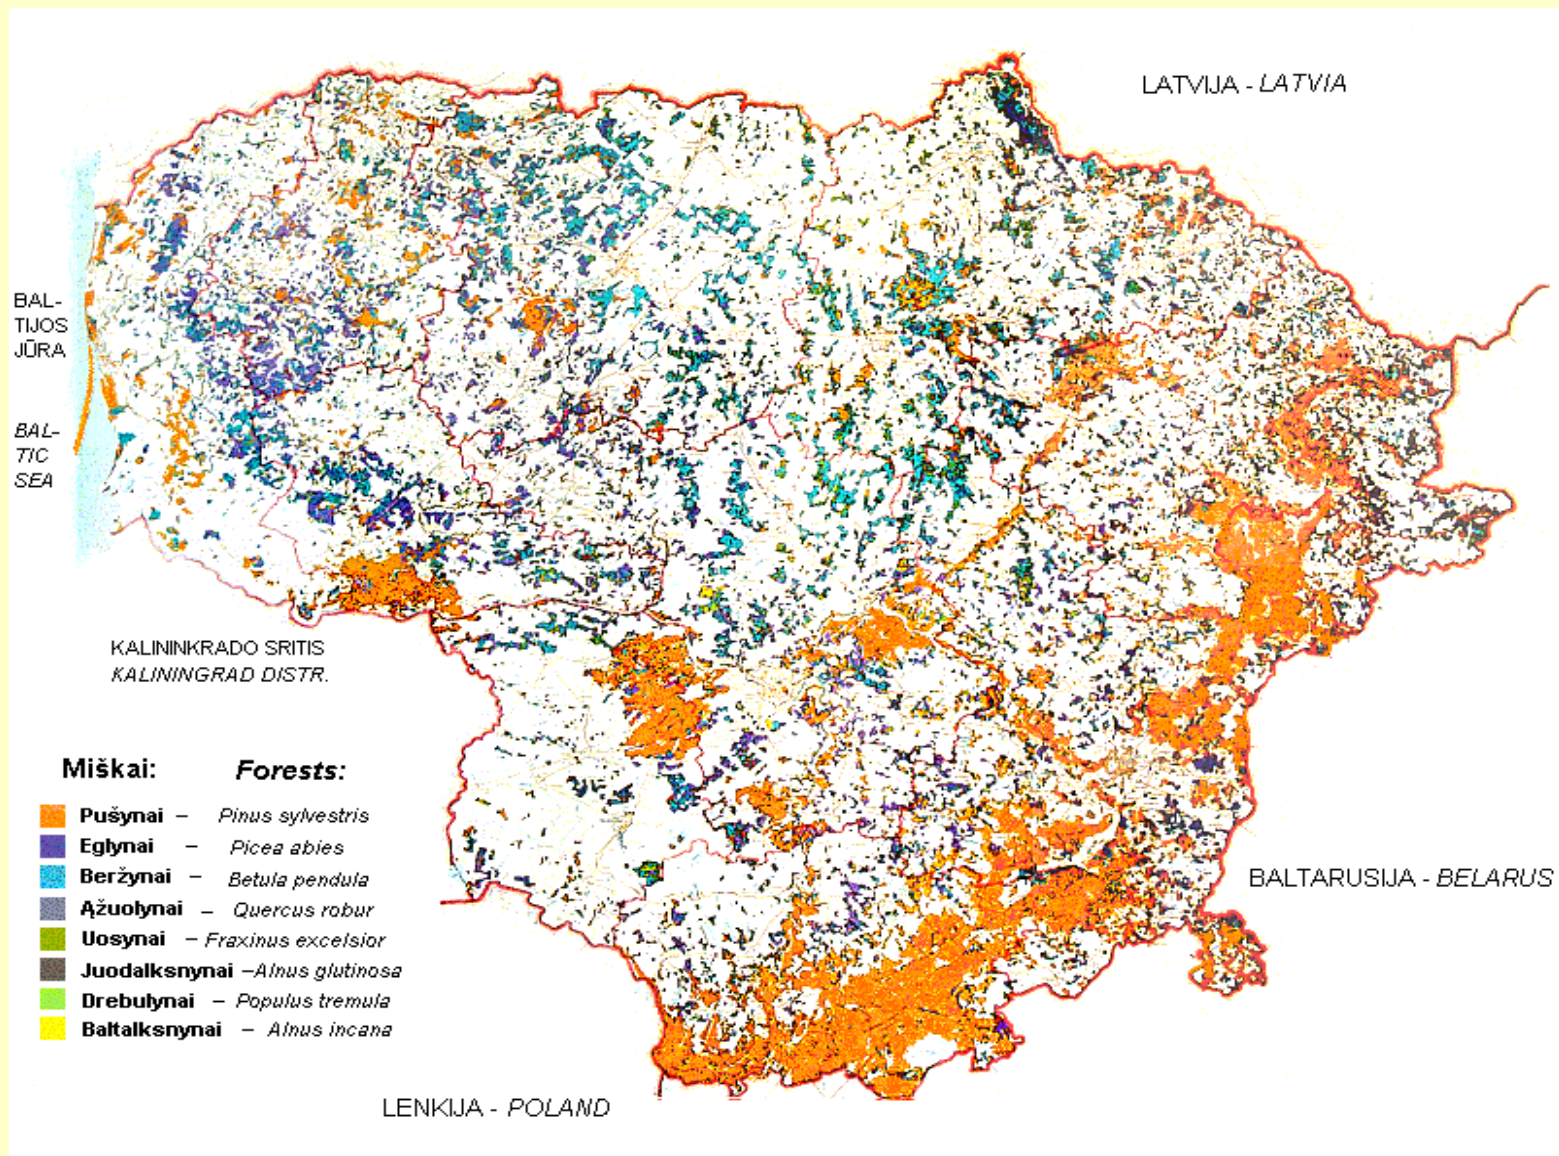 LATVIJA - LATVIA
BAL-
TIJOS
JŪRA
BAL-
TIC
SEA
KALININKRADO SRITIS
KALININGRAD DISTR.
Miškai: Forests:
Pušynai – Pinus sylvestris
Eglynai – Picea abies
Beržynai – Betula pendula
Ąžuolynai – Quercus robur
Uosynai – Fraxinus excelsior
Juodalksnynai – Alnus glutinosa
Drebulynai – Populus tremula
Baltalksnynai – Alnus incana
BALTARUSIJA - BELARUS
LENKIJA - POLAND